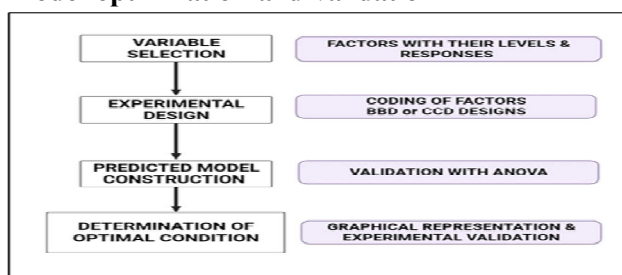 VARIABLE
SELECTION
FACTORS WITH THEIR LEVELS &
RESPONSES
EXPERIMENTAL
DESIGN
CODING OF FACTORS
BBD or CCD DESIGNS
PREDICTED MODEL
CONSTRUCTION
VALIDATION WITH ANOVA
DETERMINATION OF
OPTIMAL CONDITION
GRAPHICAL REPRESENTATION &
EXPERIMENTAL VALIDATION